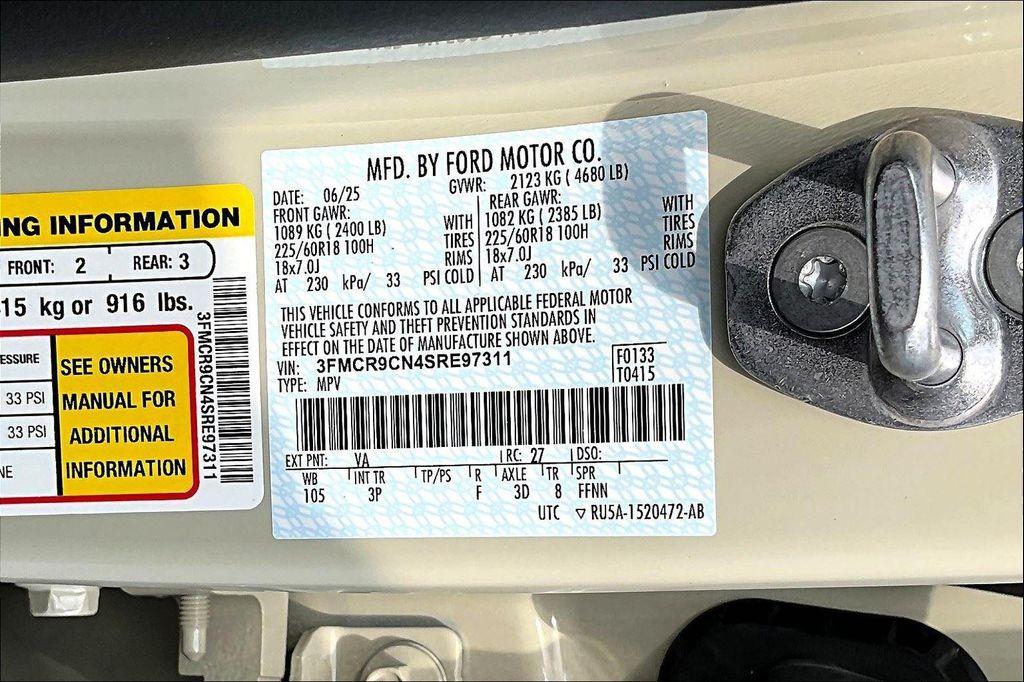 NG INFORMATION
FRONT: 2 REAR: 3
15 kg or 916 lbs.
ESSURE
33 PSI
33 PSI
NE
SEE OWNERS
MANUAL FOR
ADDITIONAL
INFORMATION
3FMCR9CN4SRE97311
MFD. BY FORD MOTOR CO.
DATE: 06/25 GVWR: 2123 KG ( 4680 LB)
FRONT GAWR: REAR GAWR:
1089 KG ( 2400 LB) WITH 1082 KG ( 2385 LB) WITH
225/60R18 100H TIRES 225/60R18 100H TIRES
18x7.0J RIMS 18x7.0J RIMS
AT 230 kPa/ 33 PSI COLD AT 230 kPa/ 33 PSI COLD
THIS VEHICLE CONFORMS TO ALL APPLICABLE FEDERAL MOTOR
VEHICLE SAFETY AND THEFT PREVENTION STANDARDS IN
EFFECT ON THE DATE OF MANUFACTURE SHOWN ABOVE.
VIN: 3FMCR9CN4SRE97311 F0133
TYPE: MPV T0415
EXT PNT: VA RC: 27 DSO:
WB INT TR TP/PS R AXLE TR SPR
105 3P F 3D 8 FFNN
UTC ▽ RU5A-1520472-AB